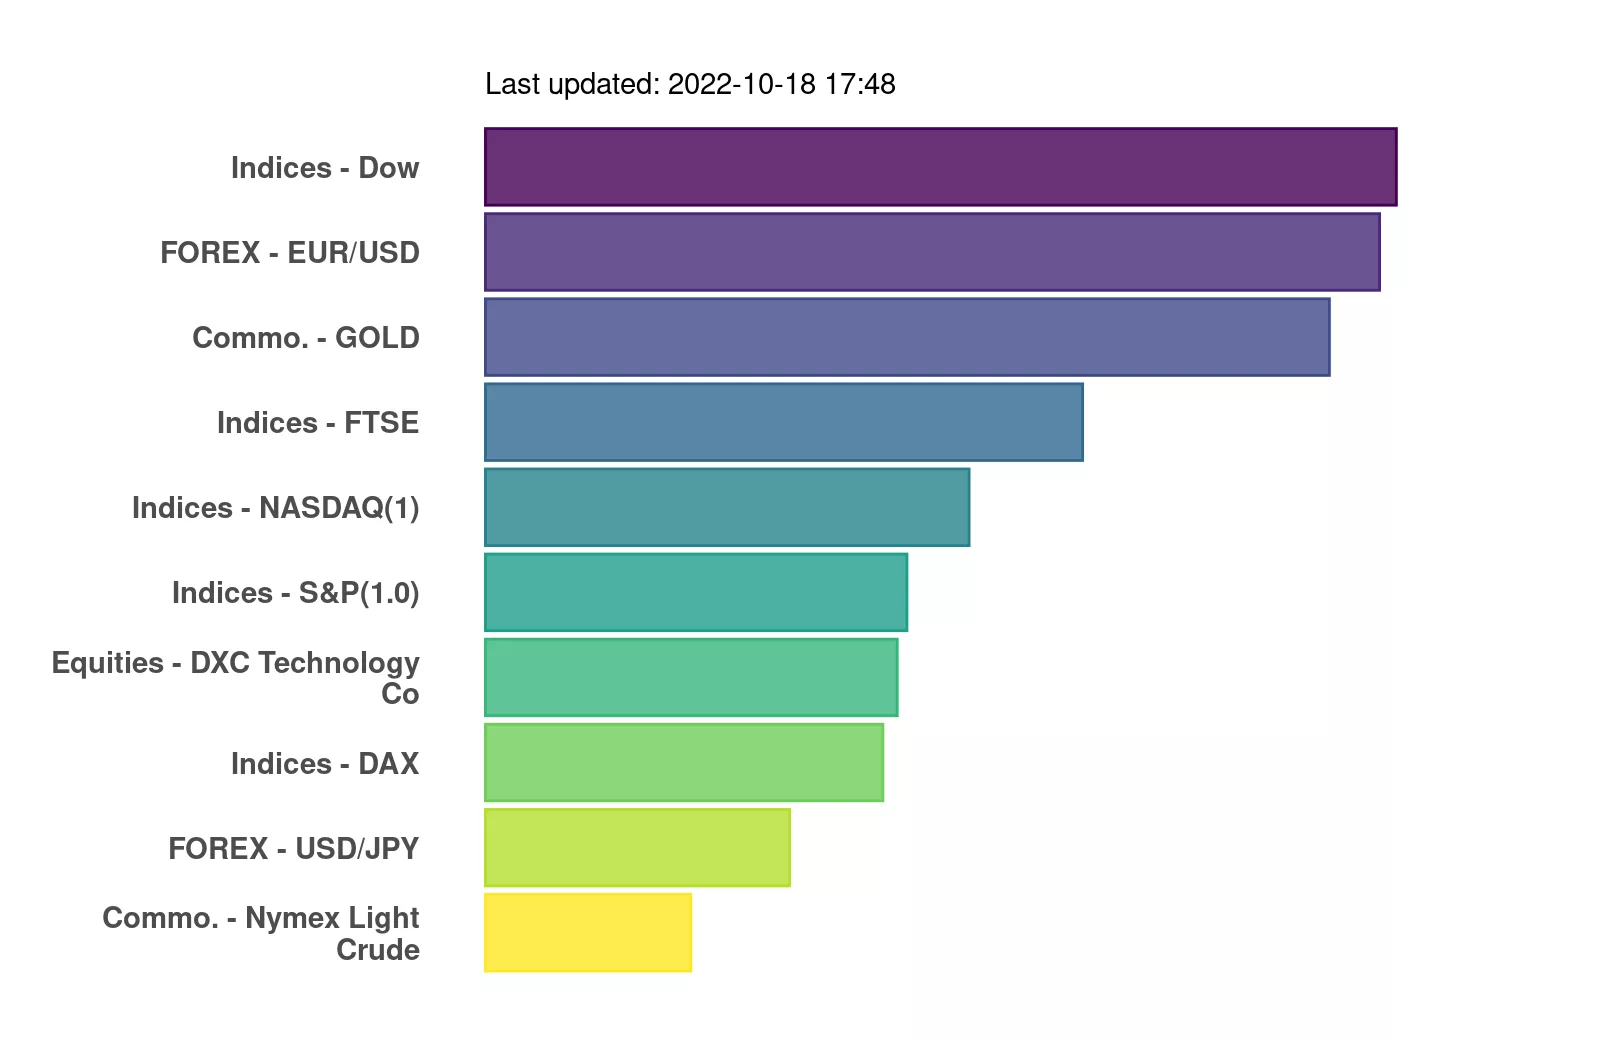 Last updated: 2022-10-18 17:48
Indices - Dow
FOREX - EUR/USD
Commo. - GOLD
Indices - FTSE
Indices - NASDAQ(1)
Indices - S&P(1.0)
Equities - DXC Technology
Co
Indices - DAX
FOREX - USD/JPY
Commo. - Nymex Light
Crude